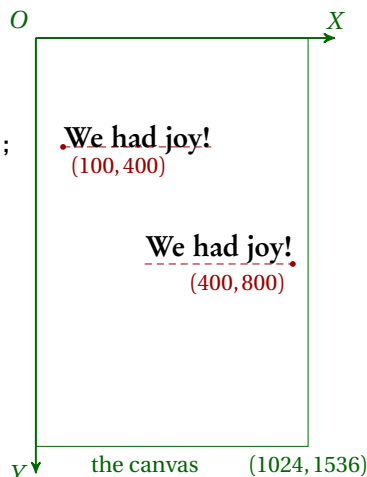 O X
We had joy!
;
(100, 400)
We had joy!
(400, 800)
Y the canvas (1024, 1536)